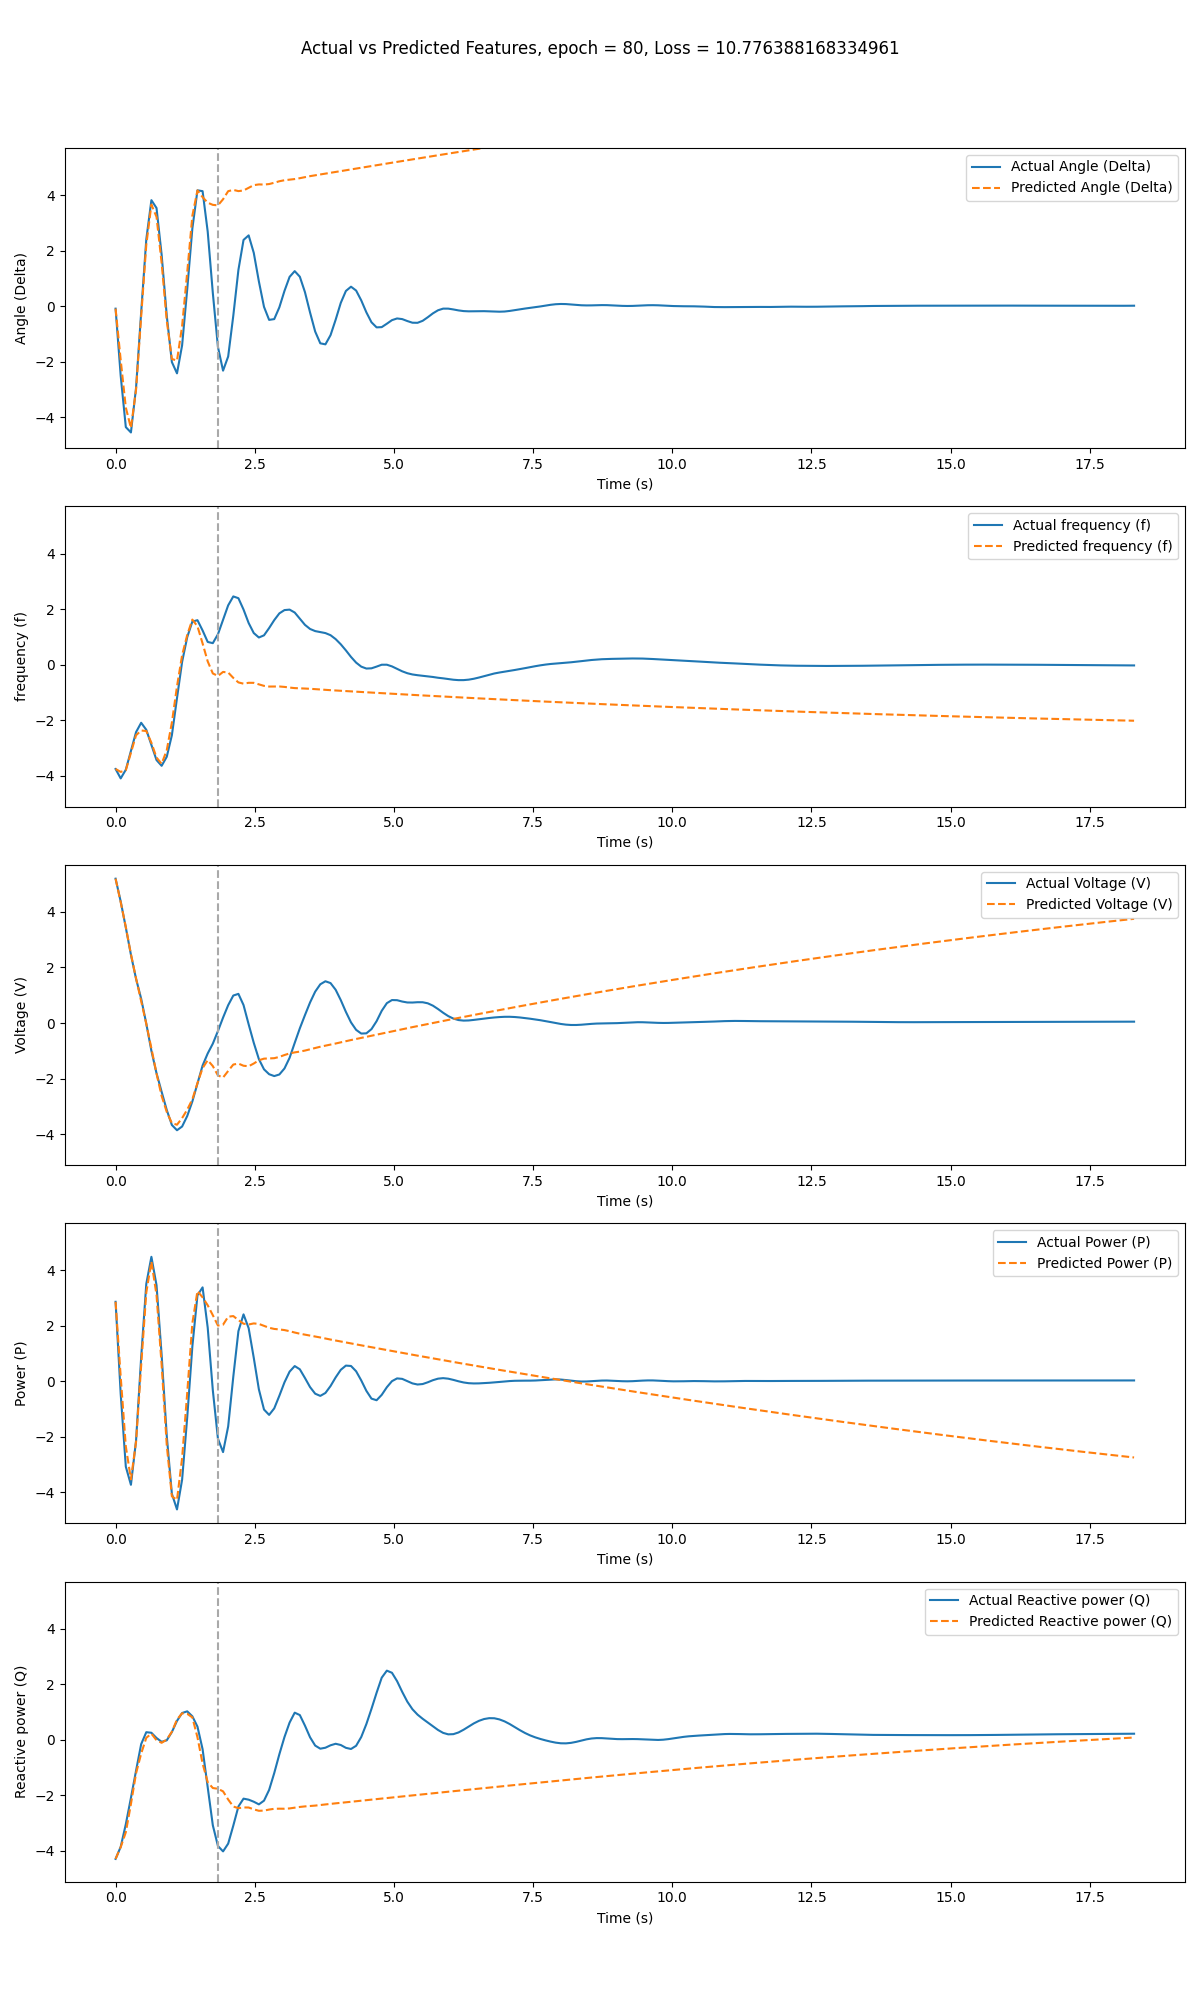 Actual vs Predicted Features, epoch = 80, Loss = 10.776388168334961
Actual Angle (Delta)
Predicted Angle (Delta)
Angle (Delta)
4
2
0
−2
−4
0.0 2.5 5.0 7.5 10.0 12.5 15.0 17.5
Time (s)
Actual frequency (f)
Predicted frequency (f)
frequency (f)
4
2
0
−2
−4
0.0 2.5 5.0 7.5 10.0 12.5 15.0 17.5
Time (s)
Actual Voltage (V)
Predicted Voltage (V)
Voltage (V)
4
2
0
−2
−4
0.0 2.5 5.0 7.5 10.0 12.5 15.0 17.5
Time (s)
Actual Power (P)
Predicted Power (P)
Power (P)
4
2
0
−2
−4
0.0 2.5 5.0 7.5 10.0 12.5 15.0 17.5
Time (s)
Actual Reactive power (Q)
Predicted Reactive power (Q)
Reactive power (Q)
4
2
0
−2
−4
0.0 2.5 5.0 7.5 10.0 12.5 15.0 17.5
Time (s)